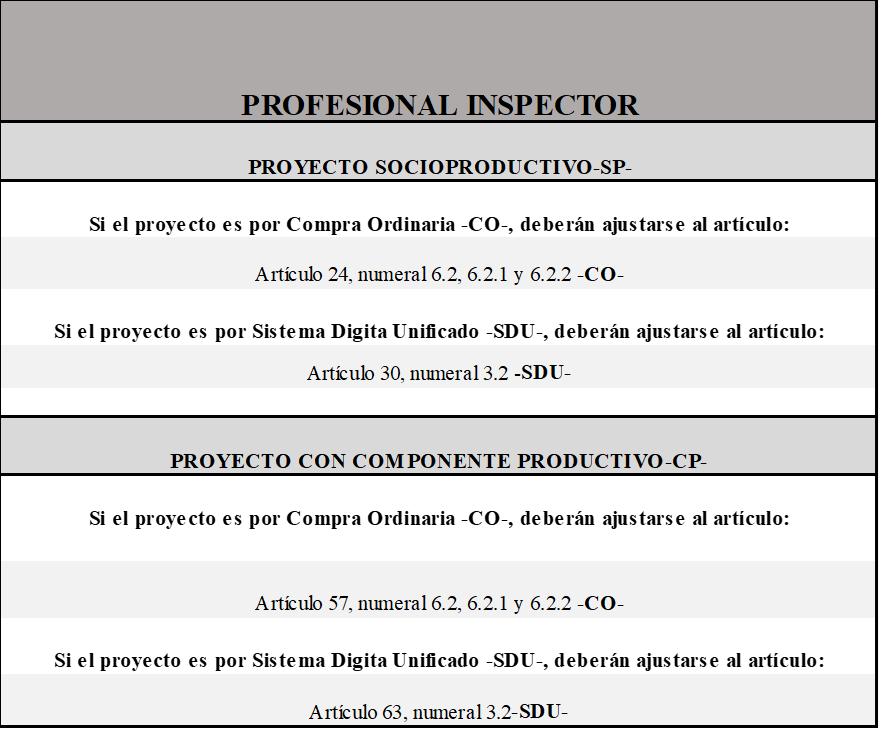 PROFESIONAL INSPECTOR
PROYECTO SOCIOPRODUCTIVO-SP-
Si el proyecto es por Compra Ordinaria -CO-, deberán ajustarse al artículo:
Artículo 24, numeral 6.2, 6.2.1 y 6.2.2 -CO-
Si el proyecto es por Sistema Digita Unificado -SDU-, deberán ajustarse al artículo:
Artículo 30, numeral 3.2 -SDU-
PROYECTO CON COMPONENTE PRODUCTIVO-CP-
Si el proyecto es por Compra Ordinaria -CO-, deberán ajustarse al artículo:
Artículo 57, numeral 6.2, 6.2.1 y 6.2.2 -CO-
Si el proyecto es por Sistema Digita Unificado -SDU-, deberán ajustarse al artículo:
Artículo 63, numeral 3.2-SDU-